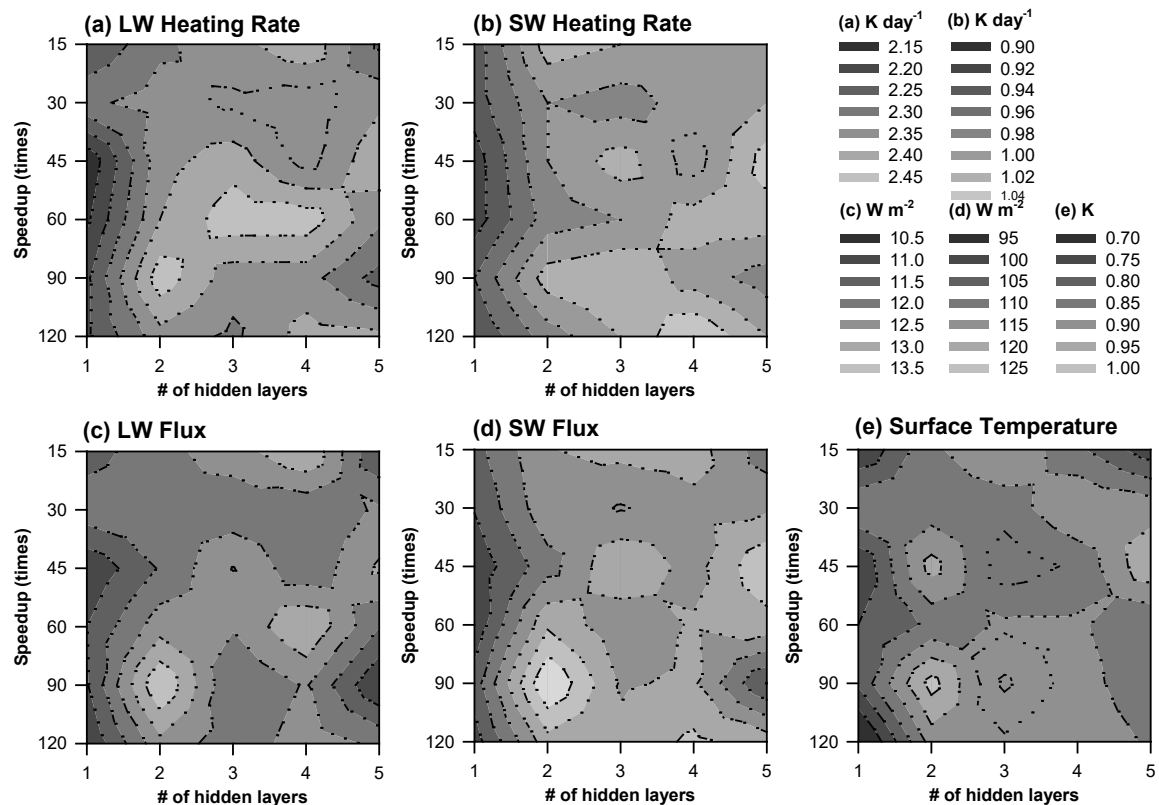 (a) LW Heating Rate
15
30
45
60
90
120
Speedup (times)
1 2 3 4 5
# of hidden layers
(b) SW Heating Rate
15
30
45
60
90
120
Speedup (times)
1 2 3 4 5
# of hidden layers
(a) K day⁻¹
2.15
2.20
2.25
2.30
2.35
2.40
2.45
(b) K day⁻¹
0.90
0.92
0.94
0.96
0.98
1.00
1.02
1.04
(c) W m⁻²
10.5
11.0
11.5
12.0
12.5
13.0
13.5
(d) W m⁻²
95
100
105
110
115
120
125
(e) K
0.70
0.75
0.80
0.85
0.90
0.95
1.00
(c) LW Flux
15
30
45
60
90
120
Speedup (times)
1 2 3 4 5
# of hidden layers
(d) SW Flux
15
30
45
60
90
120
Speedup (times)
1 2 3 4 5
# of hidden layers
(e) Surface Temperature
15
30
45
60
90
120
Speedup (times)
1 2 3 4 5
# of hidden layers